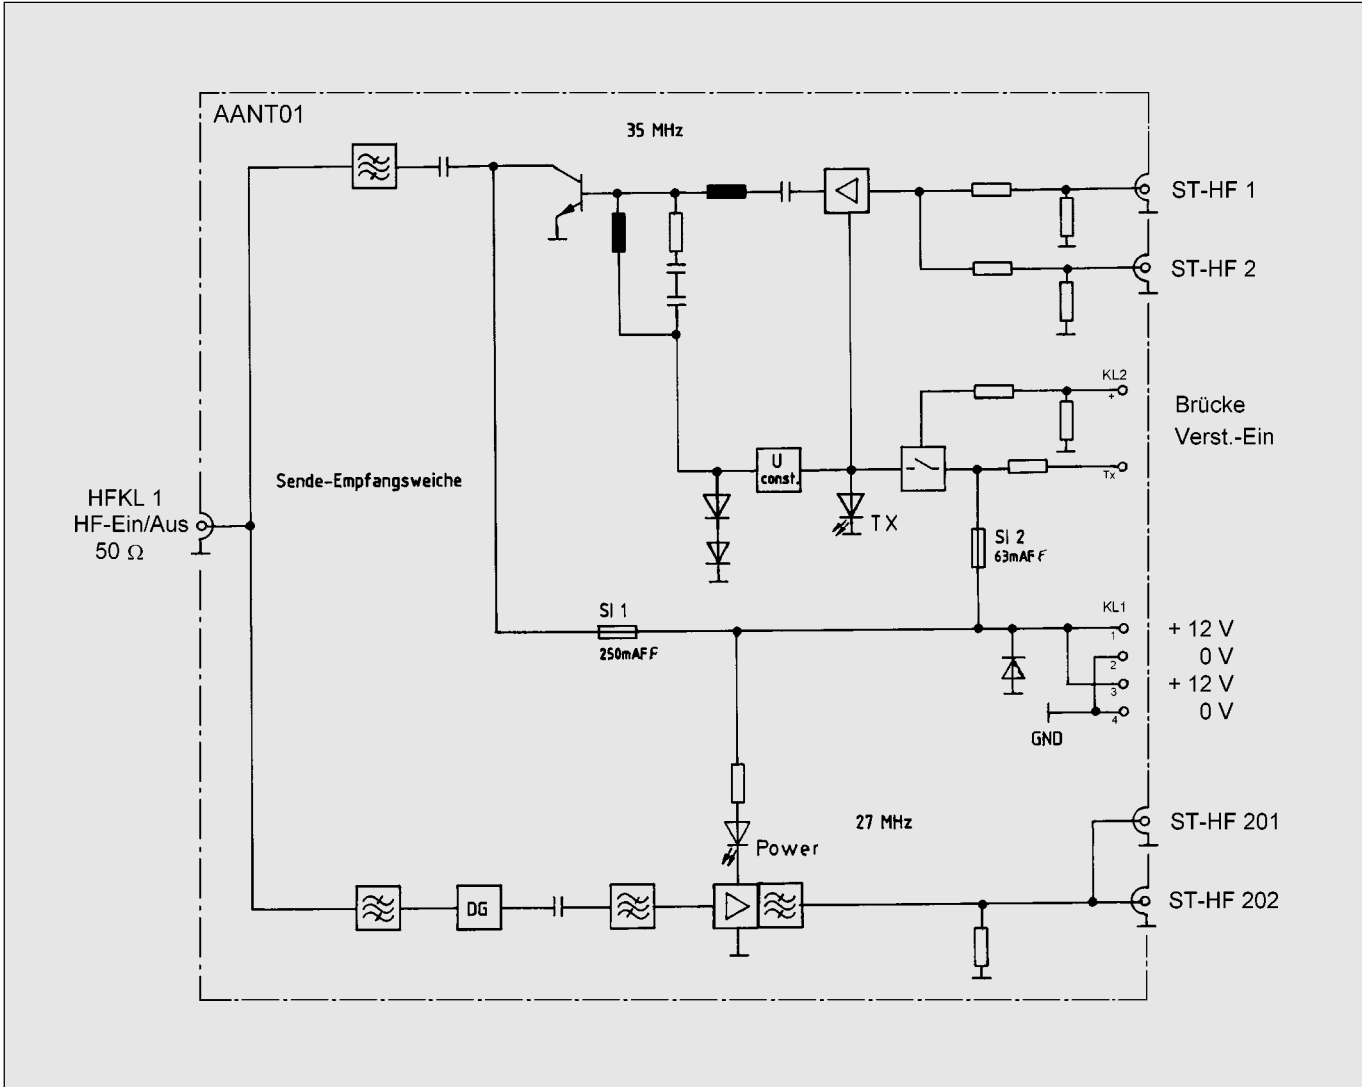 AANT01
35 MHz
ST-HF 1
ST-HF 2
KL2
+
Brücke
Verst.-Ein
U
const.
Tx
Sende-Empfangsweiche
TX
HFKL 1
HF-Ein/Aus
50 Ω
SI 2
63mAF F
SI 1
250mAF F
KL1
1
+ 12 V
2
0 V
3
+ 12 V
4
0 V
GND
27 MHz
ST-HF 201
Power
DG
ST-HF 202